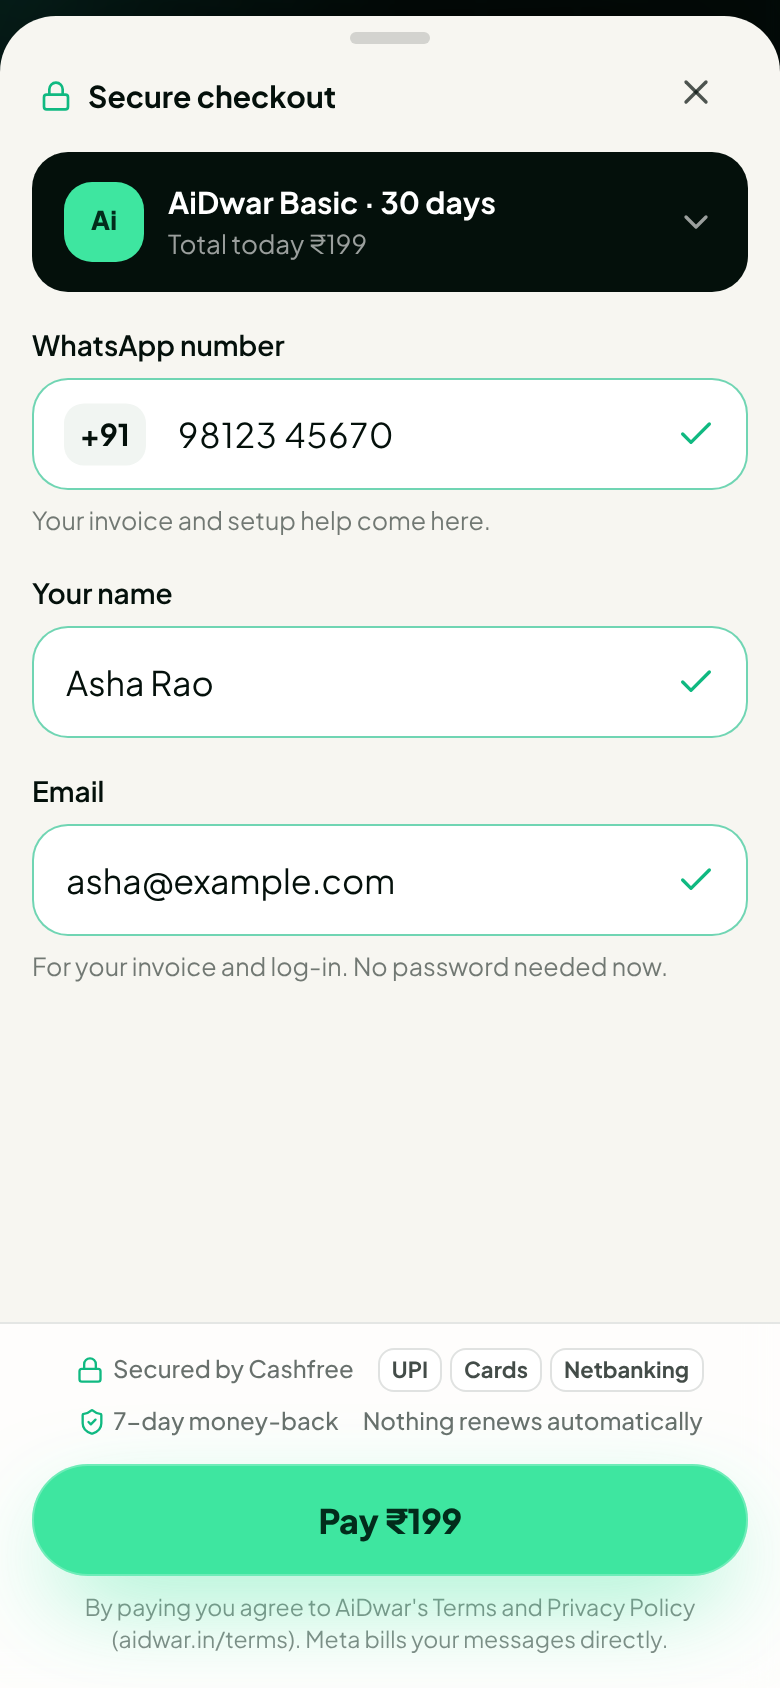 Secure checkout
Ai
AiDwar Basic · 30 days
Total today ₹199
WhatsApp number
+91 98123 45670
Your invoice and setup help come here.
Your name
Asha Rao
Email
asha@example.com
For your invoice and log-in. No password needed now.
Secured by Cashfree UPI Cards Netbanking
7-day money-back Nothing renews automatically
Pay ₹199
By paying you agree to AiDwar's Terms and Privacy Policy
(aidwar.in/terms). Meta bills your messages directly.